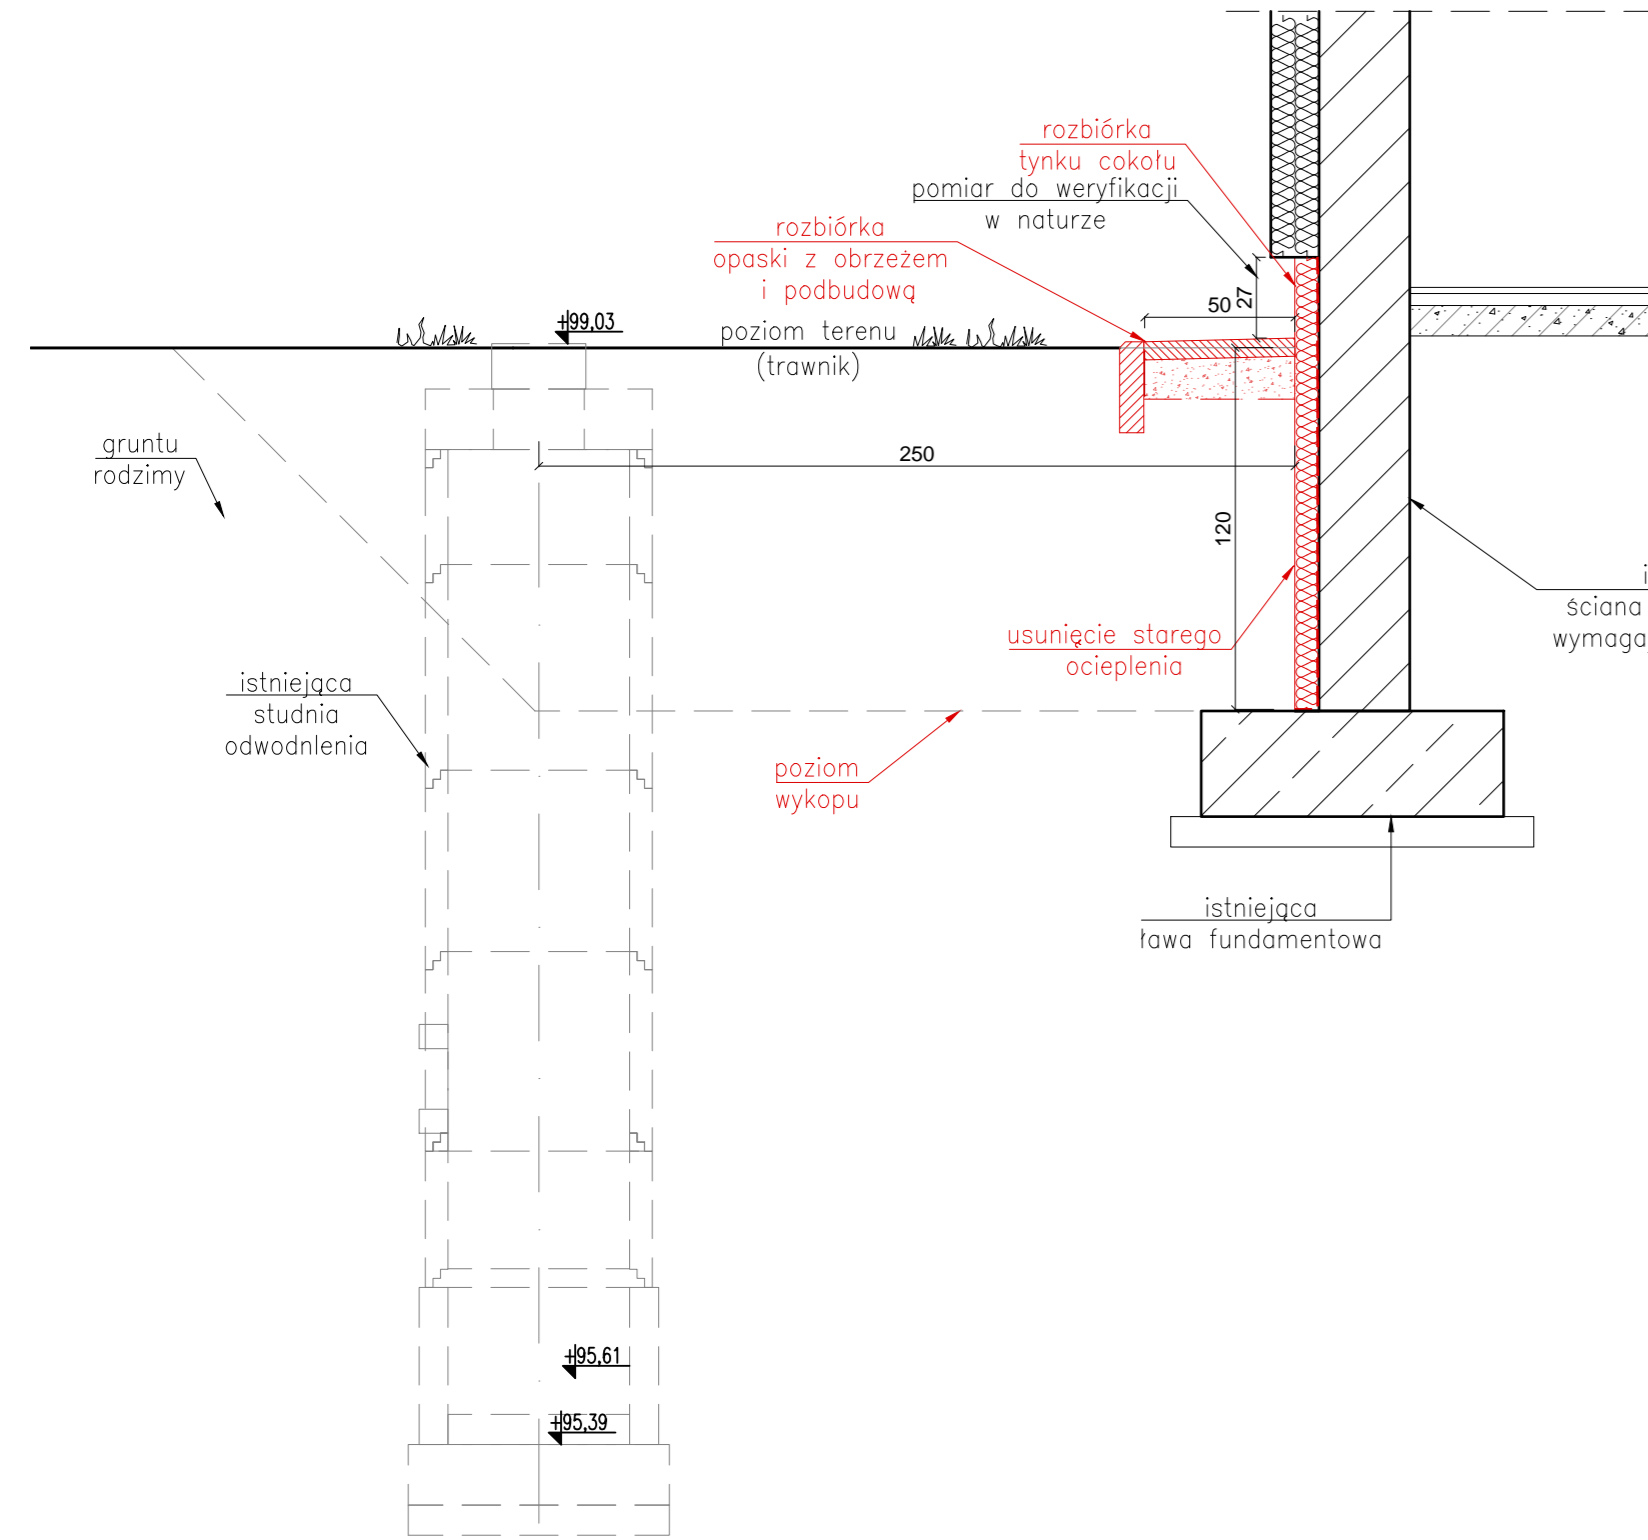 rozbiórka
tynku cokołu
pomiar do weryfikacji
w naturze
rozbiórka
opaski z obrzeżem
i podbudową
50
27
+99,03
poziom terenu
(trawnik)
gruntu
rodzimy
250
120
i
ściana
wymaga
usunięcie starego
ocieplenia
istniejąca
studnia
odwodnlenia
poziom
wykopu
istniejąca
ława fundamentowa
+95,61
+95,39